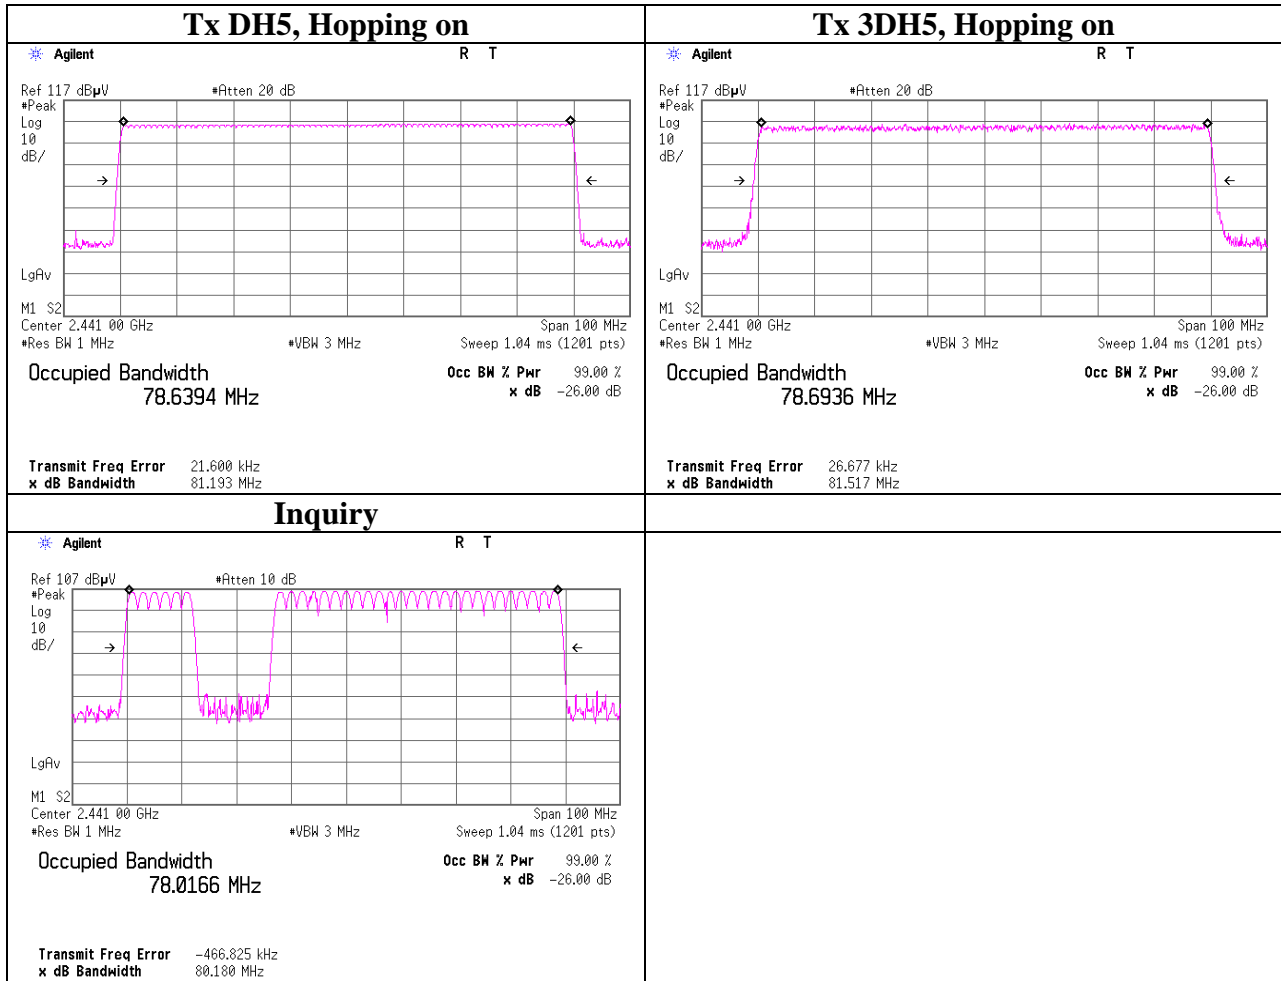 Tx DH5, Hopping on
Agilent R T
Ref 117 dBµV #Atten 20 dB
#Peak
Log
10
dB/
LgAv
M1 S2
Center 2.441 00 GHz Span 100 MHz
#Res BW 1 MHz #VBW 3 MHz Sweep 1.04 ms (1201 pts)
Occupied Bandwidth Occ BW % Pwr 99.00 %
78.6394 MHz x dB -26.00 dB
Transmit Freq Error 21.600 kHz
x dB Bandwidth 81.193 MHz
Tx 3DH5, Hopping on
Agilent R T
Ref 117 dBµV #Atten 20 dB
#Peak
Log
10
dB/
LgAv
M1 S2
Center 2.441 00 GHz Span 100 MHz
#Res BW 1 MHz #VBW 3 MHz Sweep 1.04 ms (1201 pts)
Occupied Bandwidth Occ BW % Pwr 99.00 %
78.6936 MHz x dB -26.00 dB
Transmit Freq Error 26.677 kHz
x dB Bandwidth 81.517 MHz
Inquiry
Agilent R T
Ref 107 dBµV #Atten 10 dB
#Peak
Log
10
dB/
LgAv
M1 S2
Center 2.441 00 GHz Span 100 MHz
#Res BW 1 MHz #VBW 3 MHz Sweep 1.04 ms (1201 pts)
Occupied Bandwidth Occ BW % Pwr 99.00 %
78.0166 MHz x dB -26.00 dB
Transmit Freq Error -466.825 kHz
x dB Bandwidth 80.180 MHz